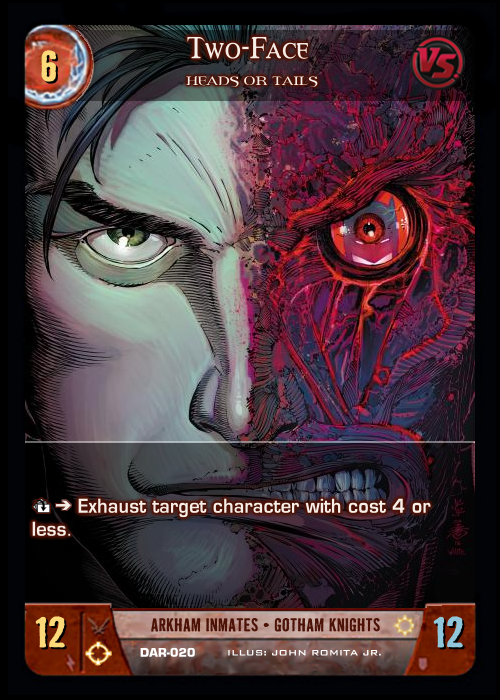 6
Two-Face
VS
HEADS OR TAILS
➔ Exhaust target character with cost 4 or
less.
12
ARKHAM INMATES • GOTHAM KNIGHTS
12
DAR-020 ILLUS: JOHN ROMITA JR.